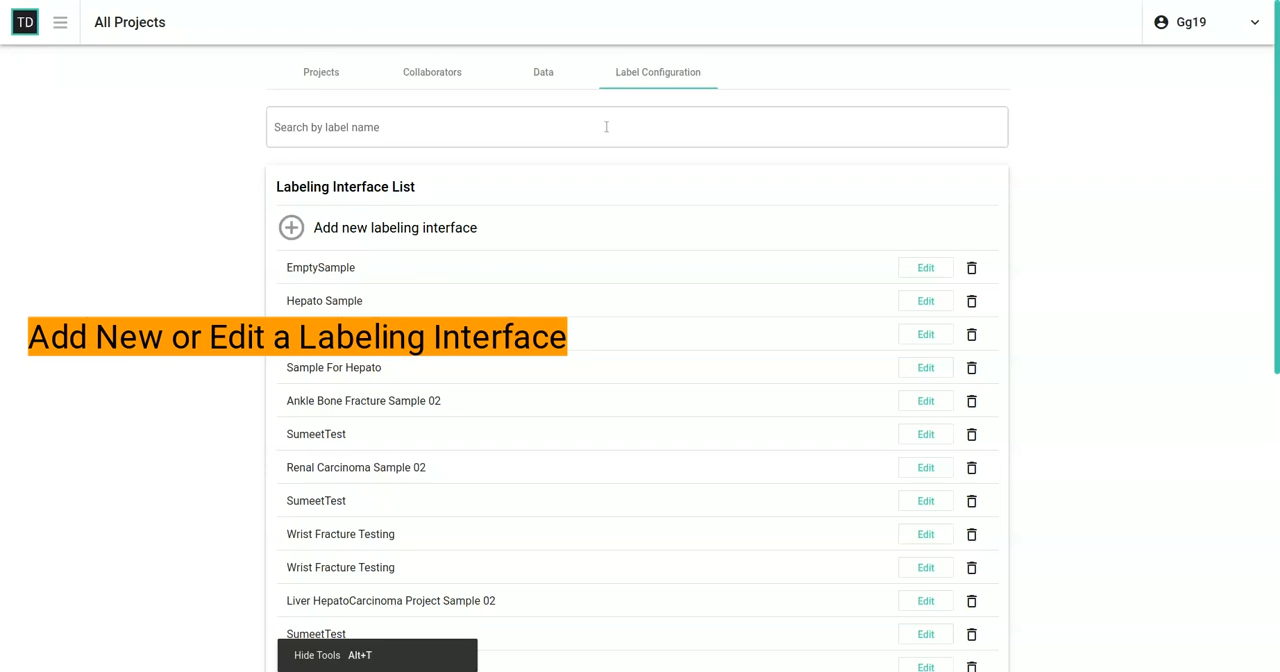 TD
All Projects
Gg19
Projects
Collaborators
Data
Label Configuration
Search by label name
Labeling Interface List
Add new labeling interface
EmptySample
Edit
Hepato Sample
Edit
Add New or Edit a Labeling Interface
Edit
Sample For Hepato
Edit
Ankle Bone Fracture Sample 02
Edit
SumeetTest
Edit
Renal Carcinoma Sample 02
Edit
SumeetTest
Edit
Wrist Fracture Testing
Edit
Wrist Fracture Testing
Edit
Liver HepatoCarcinoma Project Sample 02
Edit
SumeetTest
Edit
Hide Tools Alt+T
Edit